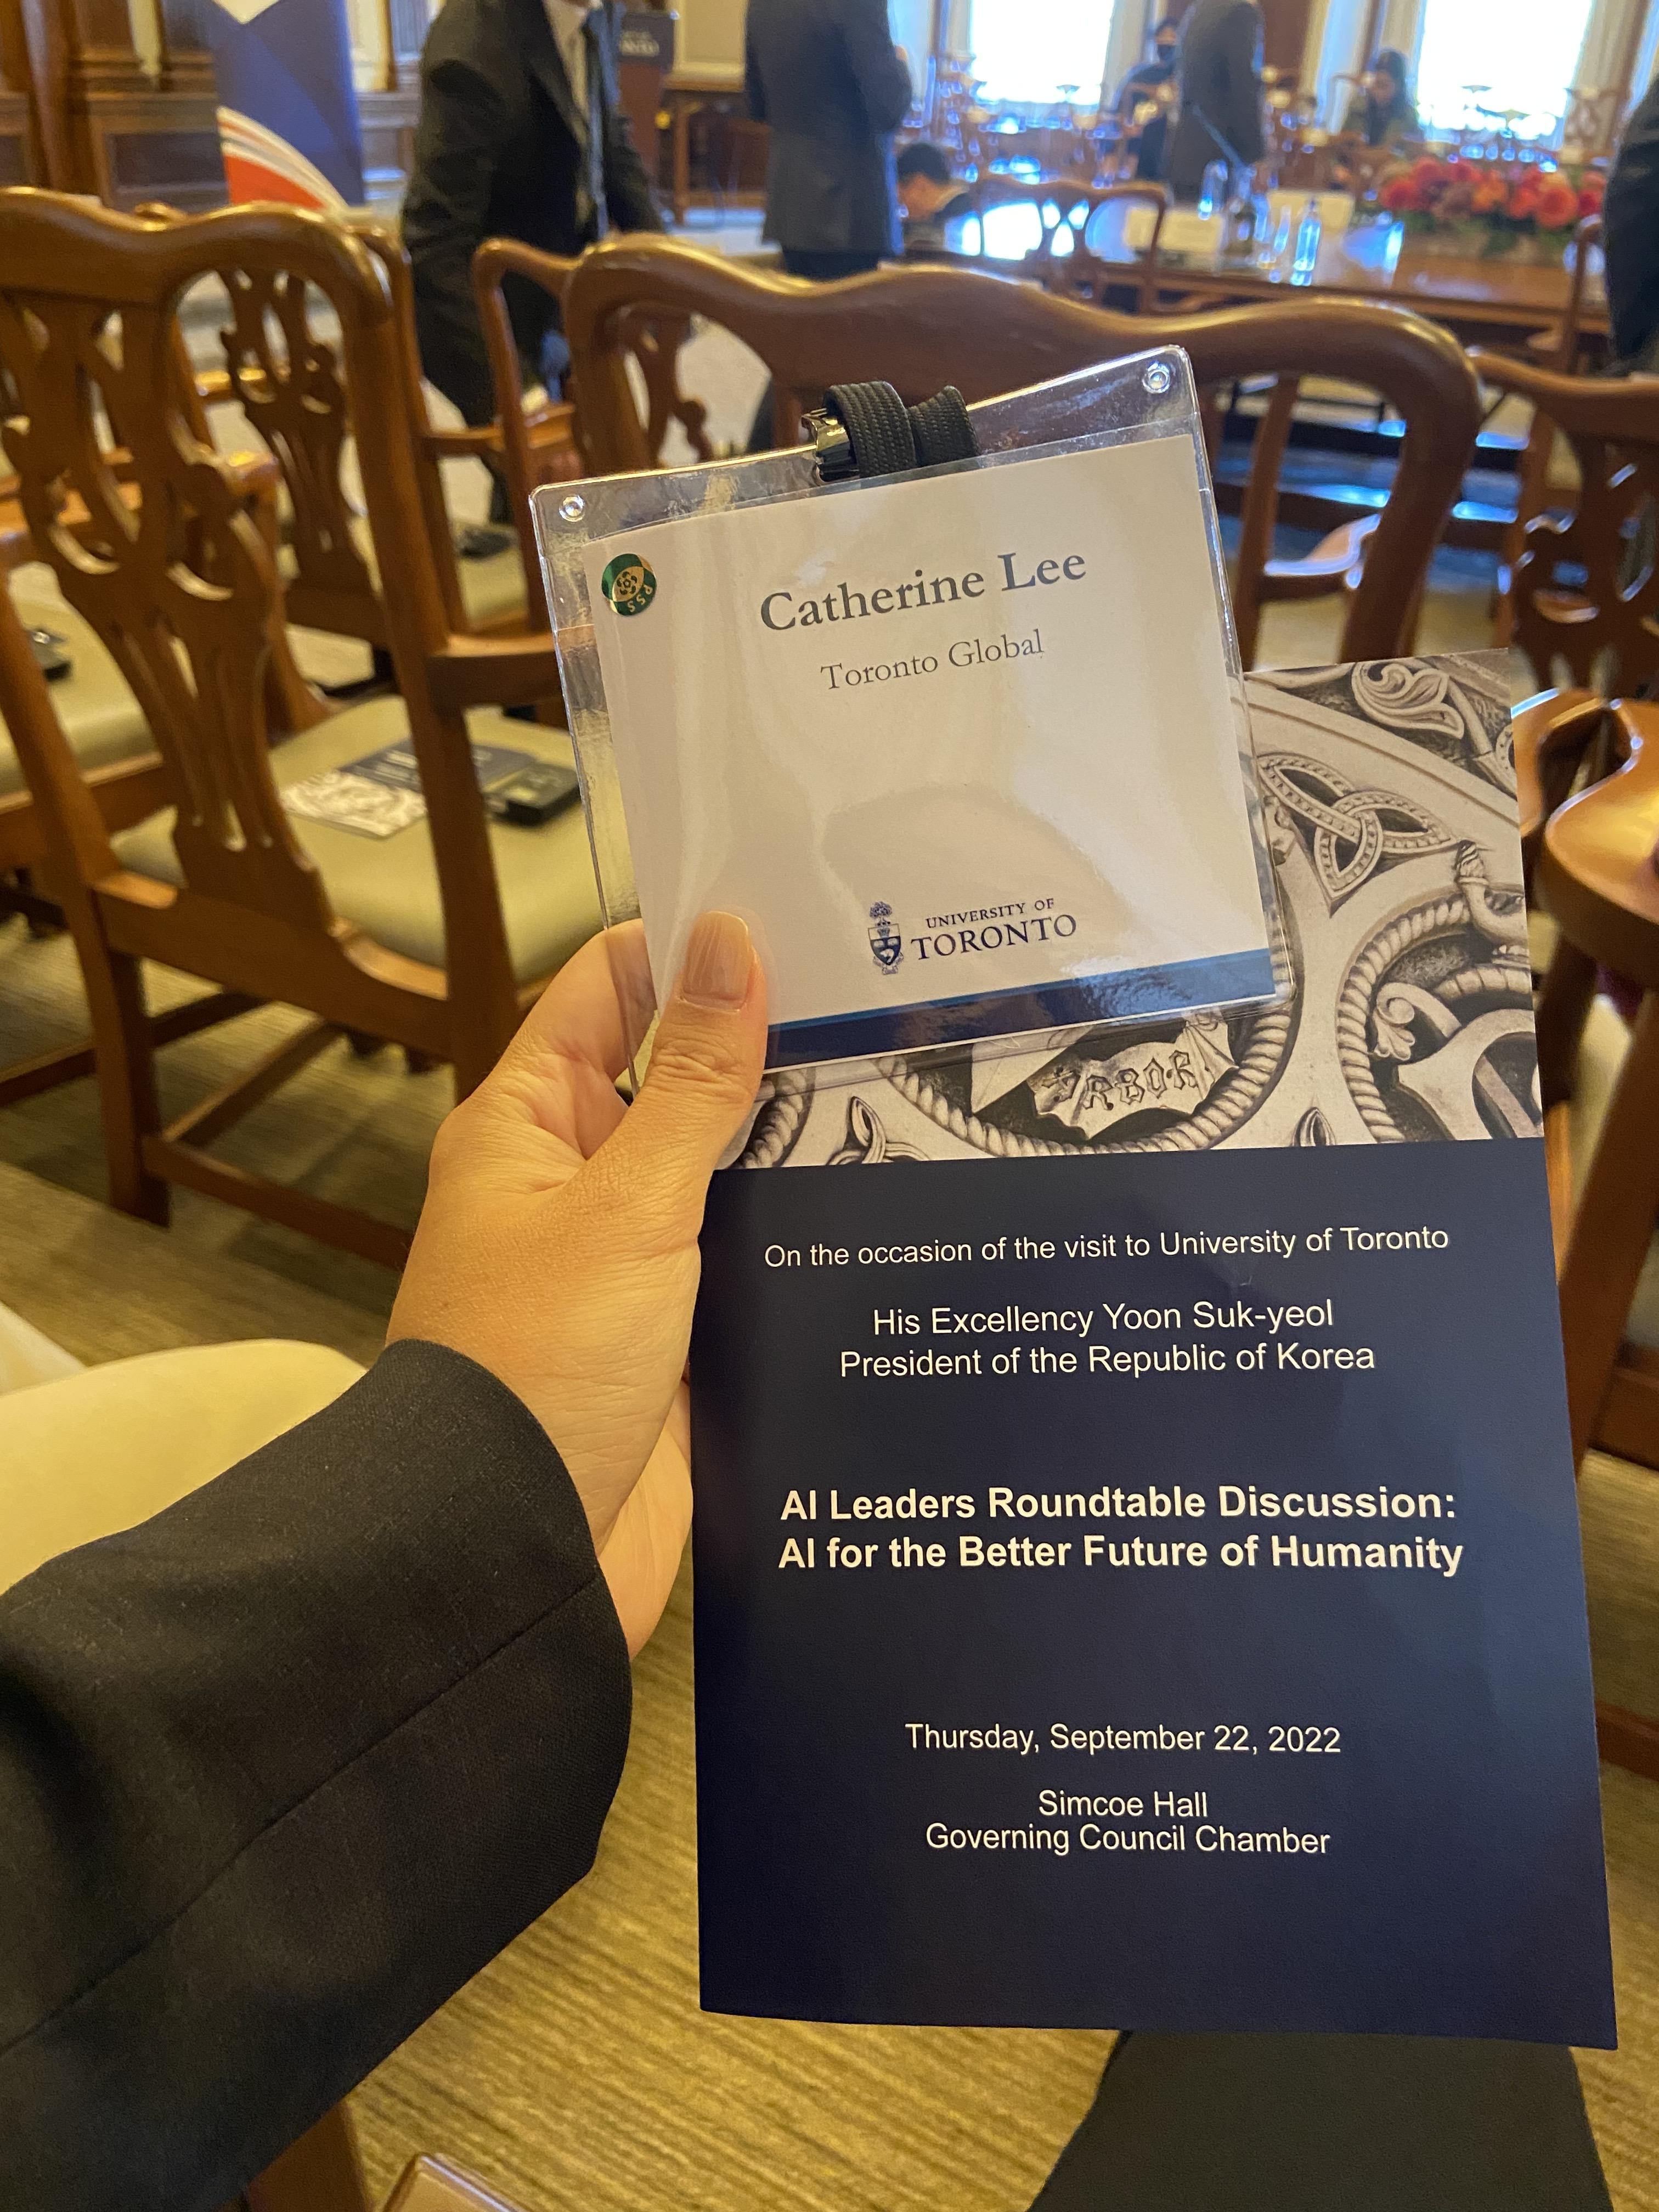 Catherine Lee
Toronto Global
PSS
UNIVERSITY OF
TORONTO
ARBOR
On the occasion of the visit to University of Toronto
His Excellency Yoon Suk-yeol
President of the Republic of Korea
AI Leaders Roundtable Discussion:
AI for the Better Future of Humanity
Thursday, September 22, 2022
Simcoe Hall
Governing Council Chamber